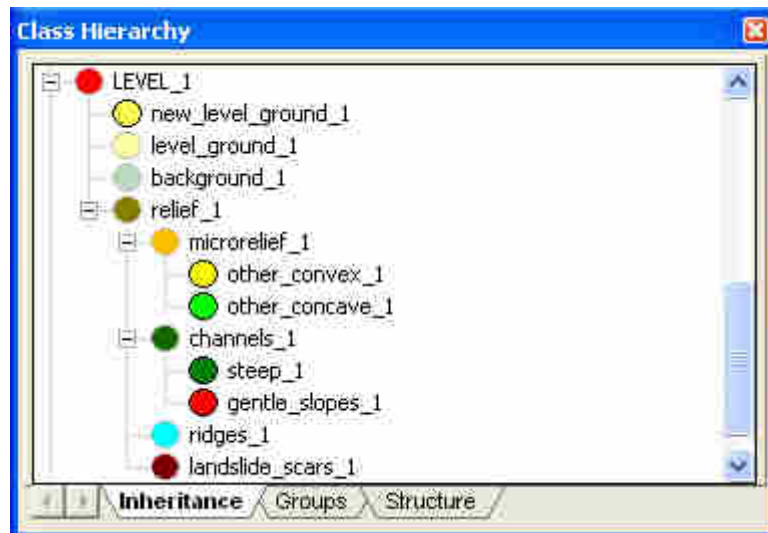 Class Hierarchy
LEVEL_1
new_level_ground_1
level_ground_1
background_1
relief_1
microrelief_1
other_convex_1
other_concave_1
channels_1
steep_1
gentle_slopes_1
ridges_1
landslide_scars_1
Inheritance Groups Structure